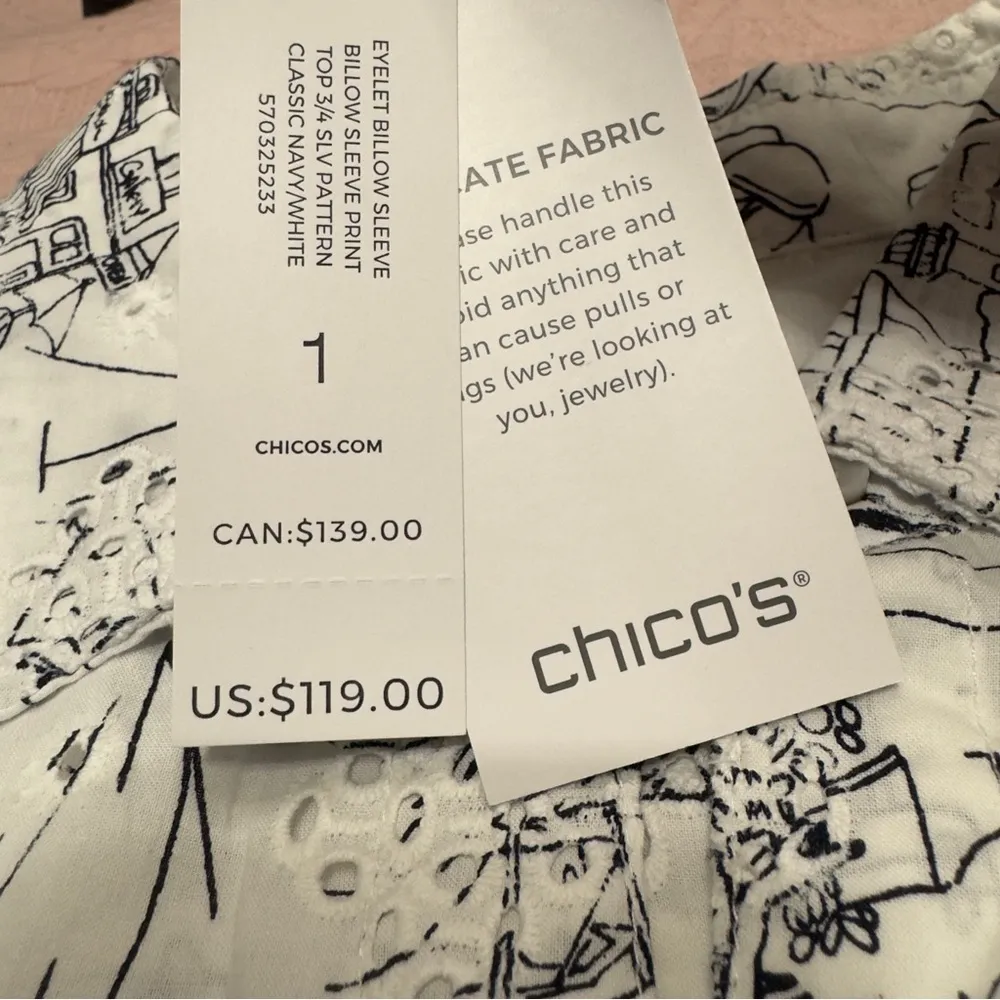 EYELET BILLOW SLEEVE
BILLOW SLEEVE PRINT
TOP 3/4 SLV PATTERN
CLASSIC NAVY/WHITE
570325233
1
CHICOS.COM
CAN:$139.00
US:$119.00
ATE FABRIC
se handle this
ic with care and
id anything that
an cause pulls or
gs (we're looking at
you, jewelry).
chico's®